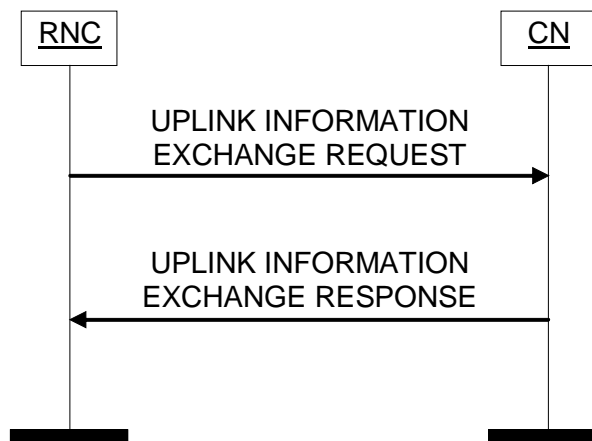 RNC
CN
UPLINK INFORMATION
EXCHANGE REQUEST
UPLINK INFORMATION
EXCHANGE RESPONSE